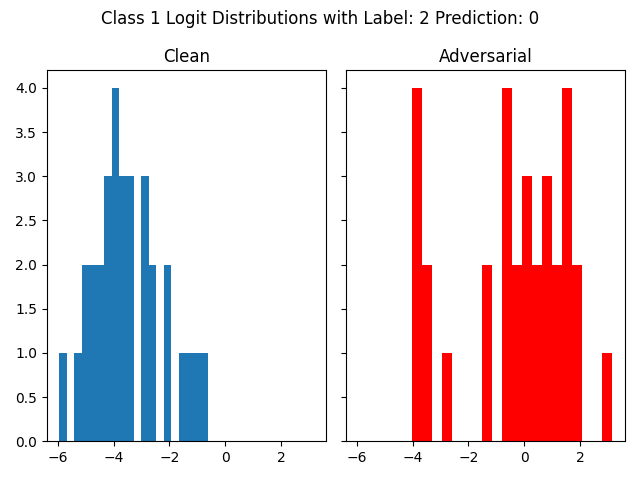 Class 1 Logit Distributions with Label: 2 Prediction: 0
Clean
Adversarial
4.0
3.5
3.0
2.5
2.0
1.5
1.0
0.5
0.0
−6 −4 −2 0 2
−6 −4 −2 0 2